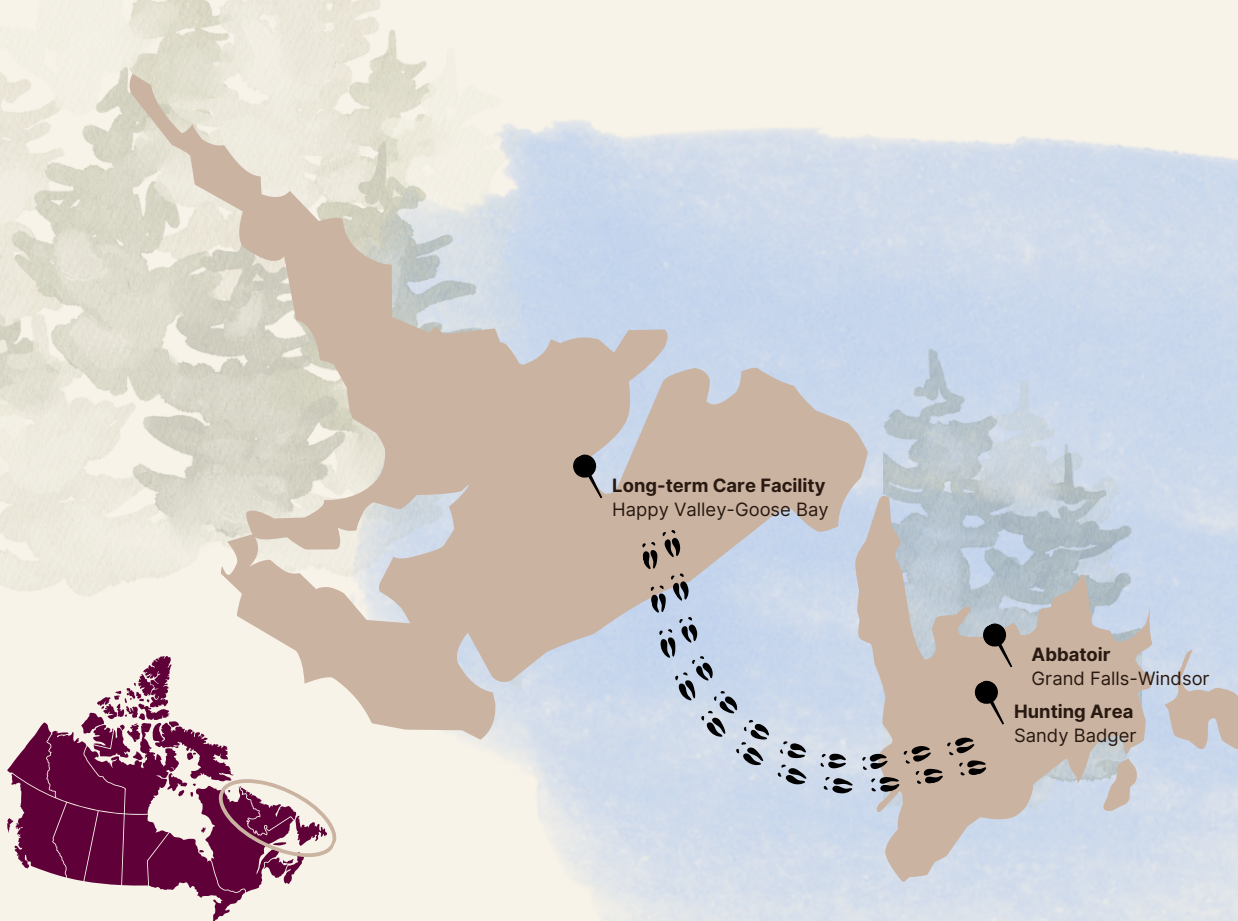 Long-term Care Facility
Happy Valley-Goose Bay
Abbatoir
Grand Falls-Windsor
Hunting Area
Sandy Badger